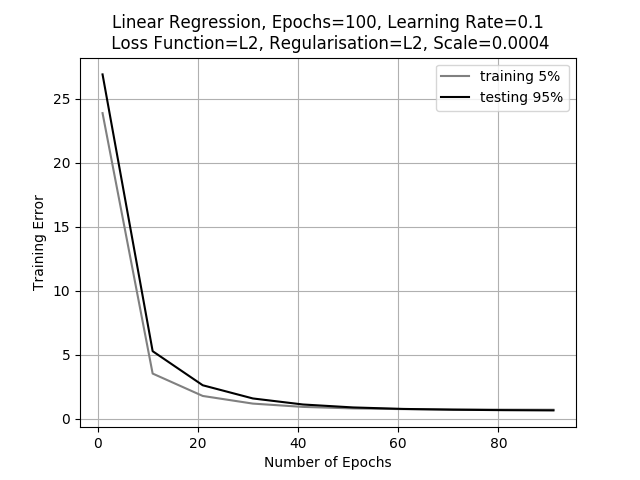 Linear Regression, Epochs=100, Learning Rate=0.1
Loss Function=L2, Regularisation=L2, Scale=0.0004
training 5%
testing 95%
25
20
15
10
5
0
Training Error
0 20 40 60 80
Number of Epochs